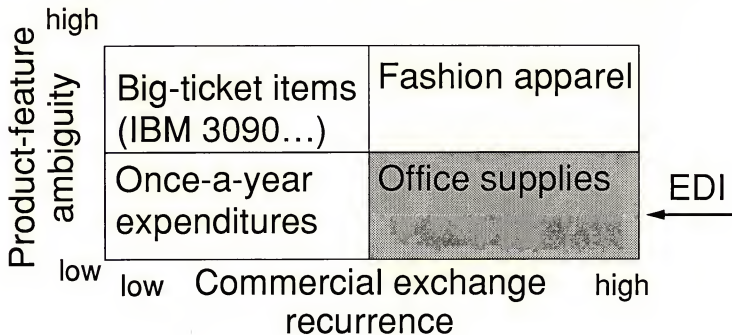 high
Product-feature
ambiguity
Big-ticket items
(IBM 3090...)
Fashion apparel
Once-a-year
expenditures
Office supplies
EDI
low
low
Commercial exchange
recurrence
high